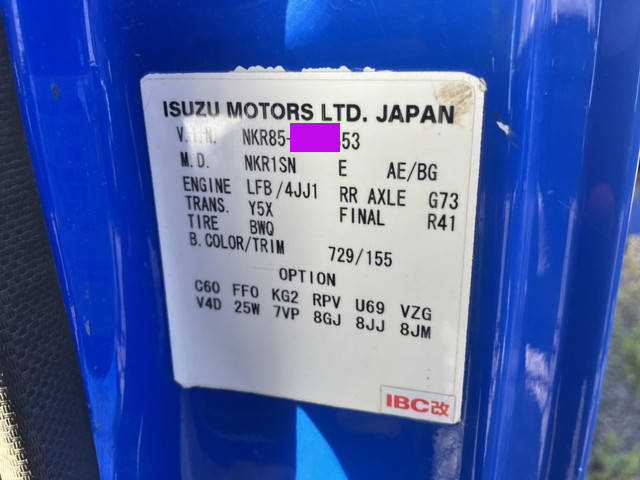 ISUZU MOTORS LTD. JAPAN
V.I.N. NKR85-53
M.D. NKR1SN E AE/BG
ENGINE LFB/4JJ1 RR AXLE G73
TRANS. Y5X FINAL R41
TIRE BWQ
B.COLOR/TRIM 729/155
OPTION
C60 FF0 KG2 RPV U69 VZG
V4D 25W 7VP 8GJ 8JJ 8JM
IBC改